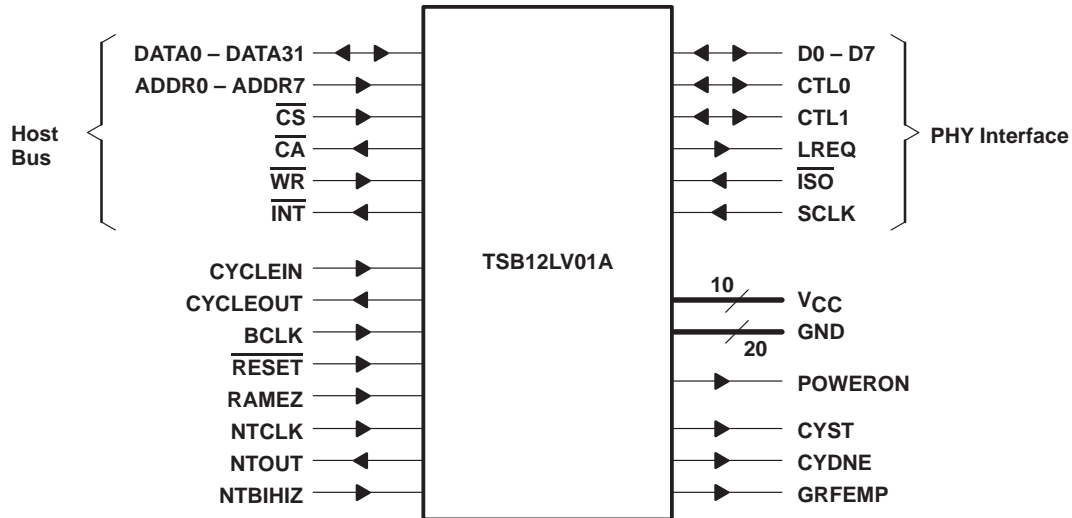 DATA0 – DATA31
ADDR0 – ADDR7
CS
CA
WR
INT
Host
Bus
CYCLEIN
CYCLEOUT
BCLK
RESET
RAMEZ
NTCLK
NTOUT
NTBIHIZ
TSB12LV01A
D0 – D7
CTL0
CTL1
LREQ
ISO
SCLK
PHY Interface
10
VCC
GND
20
POWERON
CYST
CYDNE
GRFEMP